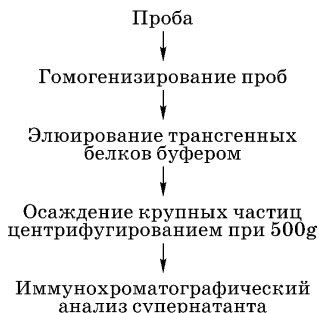 Проба
Гомогенизирование проб
Элюирование трансгенных
белков буфером
Осаждение крупных частиц
центрифугированием при 500g
Иммунохроматографический
анализ супернатанта